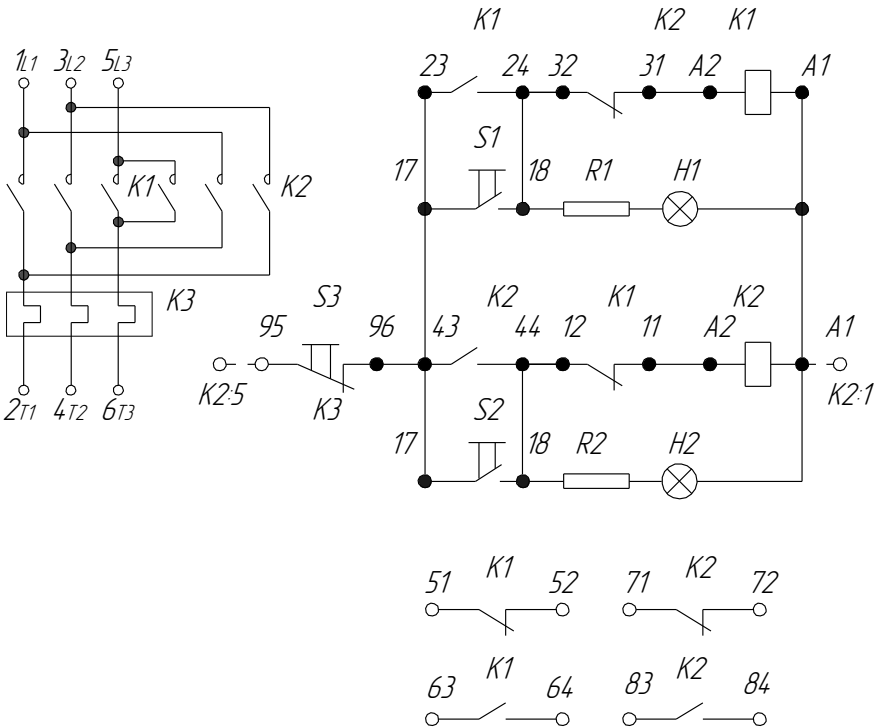 K1 K2 K1
1L1 3L2 5L3 23 24 32 31 A2 A1
S1
17 18 R1 H1
K1 K2
K3 S3 K2 K1 K2
95 96 43 44 12 11 A2 A1
K2:5 K3 S2 K2:1
2T1 4T2 6T3
17 18 R2 H2
K1 K2
51 52 71 72
K1 K2
63 64 83 84